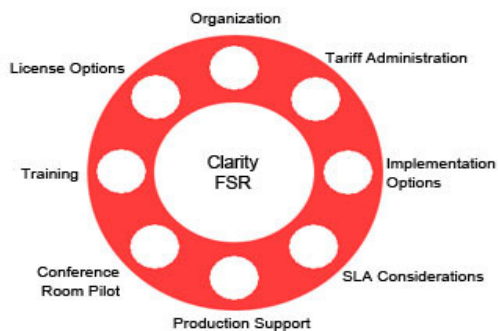 Organization
License Options
Tariff Administration
Clarity
FSR
Training
Implementation
Options
Conference
Room Pilot
SLA Considerations
Production Support